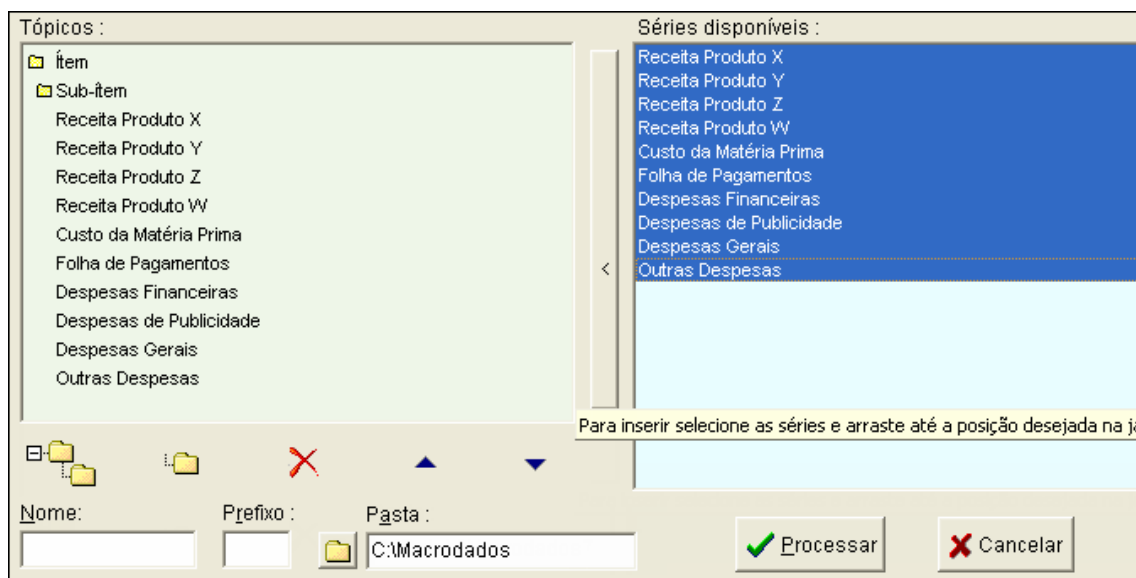 Tópicos :
Ítem
Sub-ítem
Receita Produto X
Receita Produto Y
Receita Produto Z
Receita Produto W
Custo da Matéria Prima
Folha de Pagamentos
Despesas Financeiras
Despesas de Publicidade
Despesas Gerais
Outras Despesas
<
Séries disponíveis :
Receita Produto X
Receita Produto Y
Receita Produto Z
Receita Produto W
Custo da Matéria Prima
Folha de Pagamentos
Despesas Financeiras
Despesas de Publicidade
Despesas Gerais
Outras Despesas
Para inserir selecione as séries e arraste até a posição desejada na
Nome:
Prefixo :
Pasta :
C:\Macrodados
Processar
Cancelar